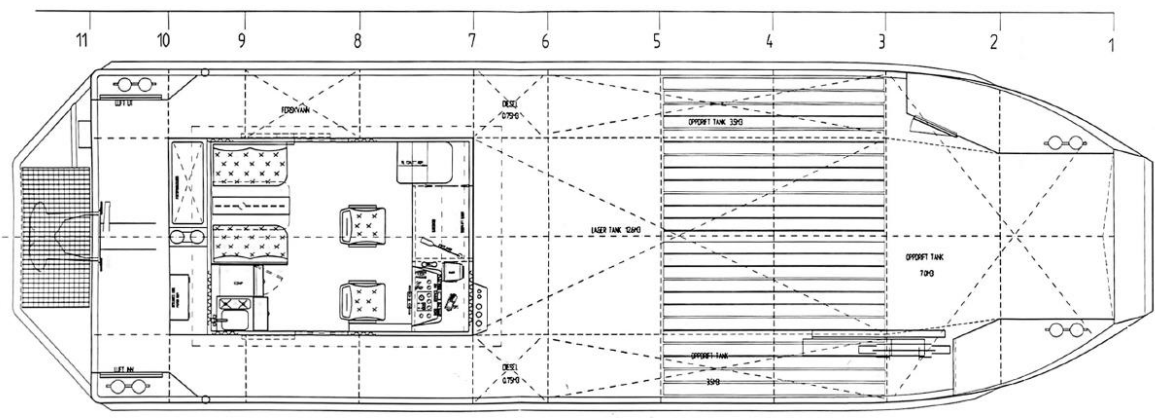 11 10 9 8 7 6 5 4 3 2 1
LUFT UT
FERSKVANN
DIESEL
0.75M3
OPPDRIFT TANK 3.5M3
LAGER TANK 12.6M3
OPPDRIFT TANK
7.0M3
OPPDRIFT TANK
3.5M3
DIESEL
0.75M3
LUFT INN